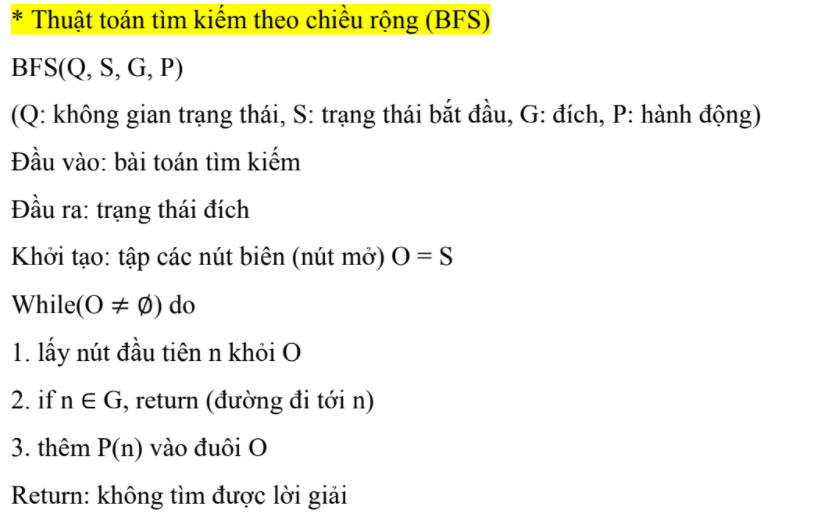 * Thuật toán tìm kiếm theo chiều rộng (BFS)
BFS(Q, S, G, P)
(Q: không gian trạng thái, S: trạng thái bắt đầu, G: đích, P: hành động)
Đầu vào: bài toán tìm kiếm
Đầu ra: trạng thái đích
Khởi tạo: tập các nút biên (nút mở) O = S
While(O ≠ ∅) do
1. lấy nút đầu tiên n khỏi O
2. if n ∈ G, return (đường đi tới n)
3. thêm P(n) vào đuôi O
Return: không tìm được lời giải